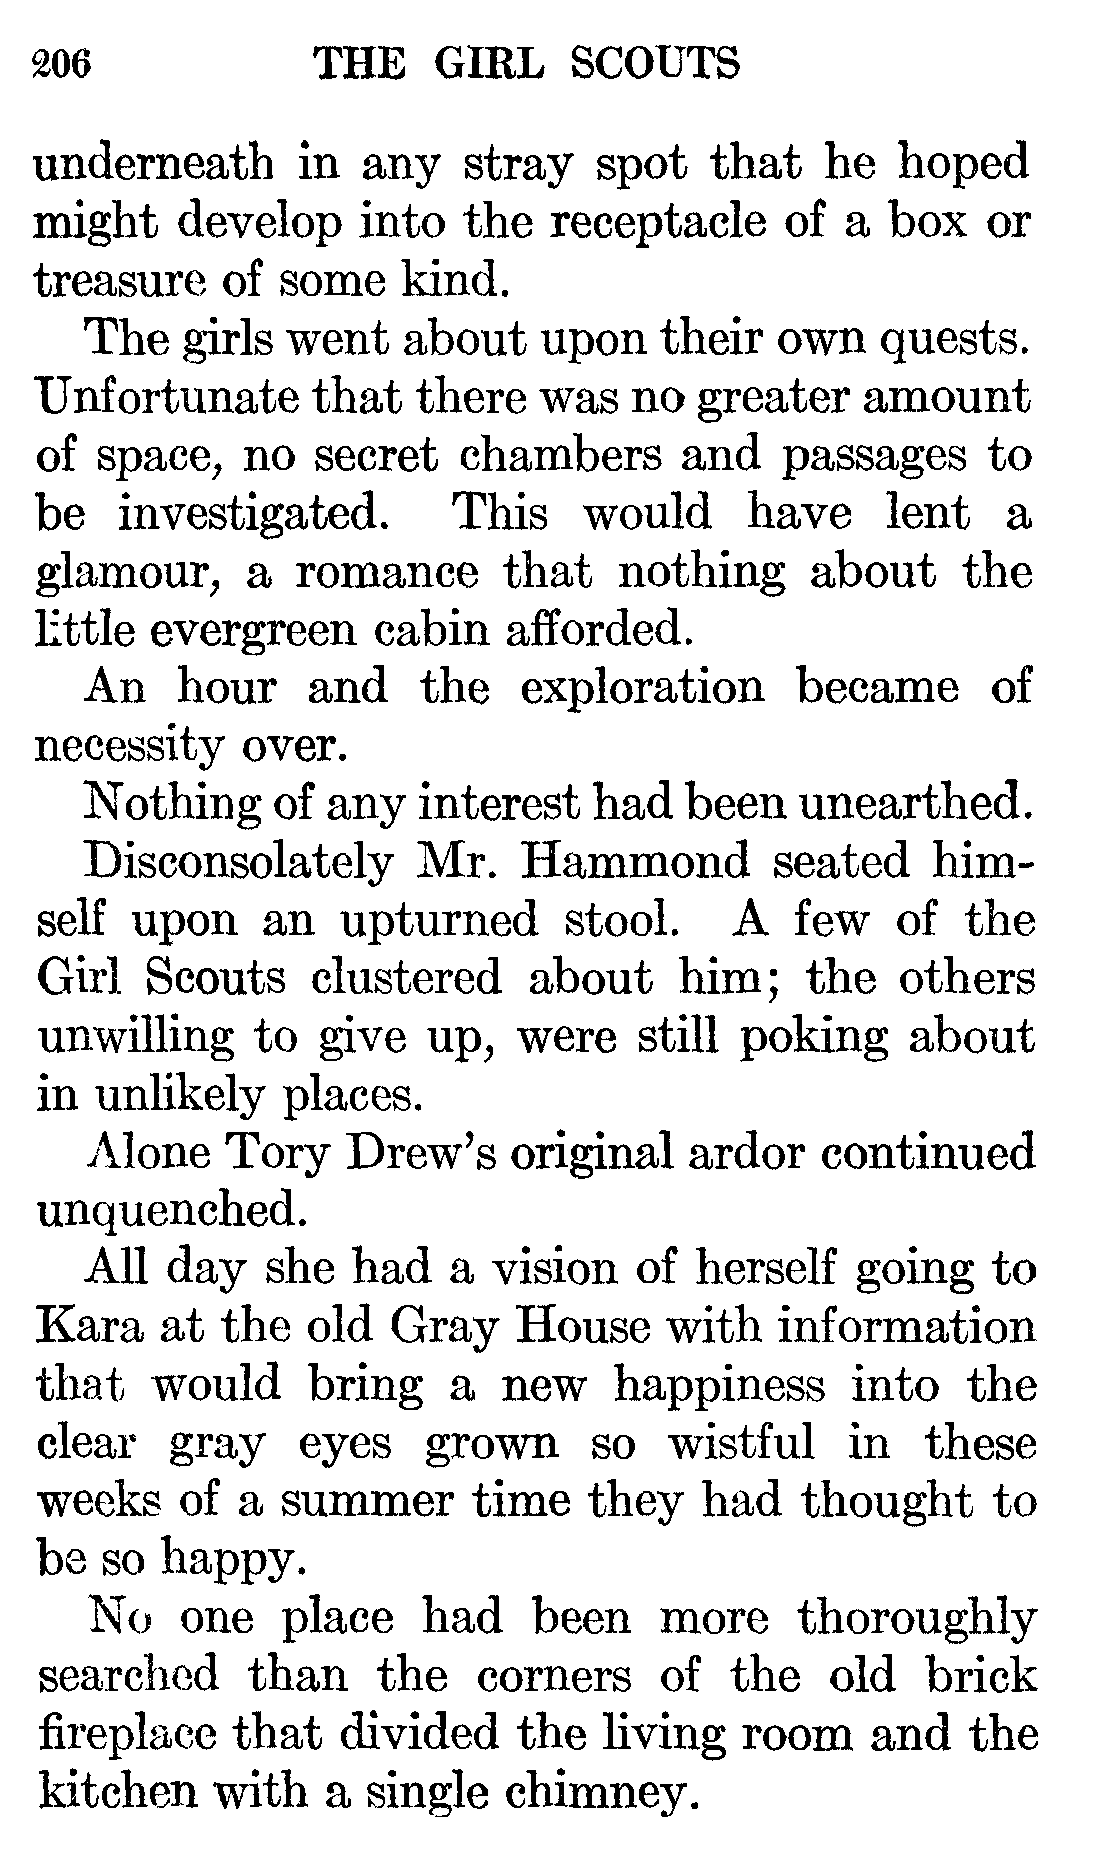 206 THE GIRL SCOUTS
underneath in any stray spot that he hoped
might develop into the receptacle of a box or
treasure of some kind.
The girls went about upon their own quests.
Unfortunate that there was no greater amount
of space, no secret chambers and passages to
be investigated. This would have lent a
glamour, a romance that nothing about the
little evergreen cabin afforded.
An hour and the exploration became of
necessity over.
Nothing of any interest had been unearthed.
Disconsolately Mr. Hammond seated him-
self upon an upturned stool. A few of the
Girl Scouts clustered about him; the others
unwilling to give up, were still poking about
in unlikely places.
Alone Tory Drew's original ardor continued
unquenched.
All day she had a vision of herself going to
Kara at the old Gray House with information
that would bring a new happiness into the
clear gray eyes grown so wistful in these
weeks of a summer time they had thought to
be so happy.
No one place had been more thoroughly
searched than the corners of the old brick
fireplace that divided the living room and the
kitchen with a single chimney.